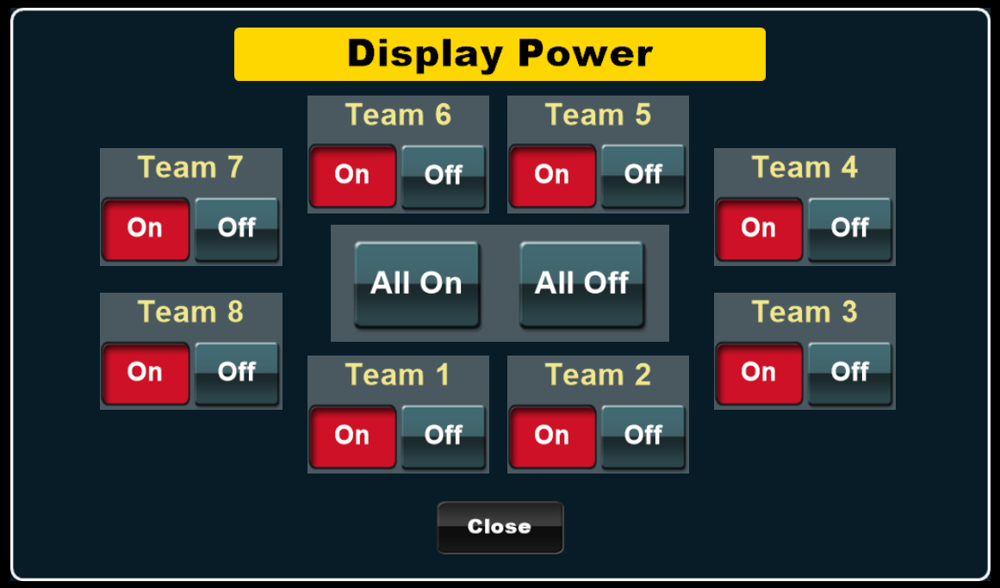 Display Power
Team 6
On Off
Team 5
On Off
Team 7
On Off
Team 4
On Off
All On All Off
Team 8
On Off
Team 3
On Off
Team 1
On Off
Team 2
On Off
Close